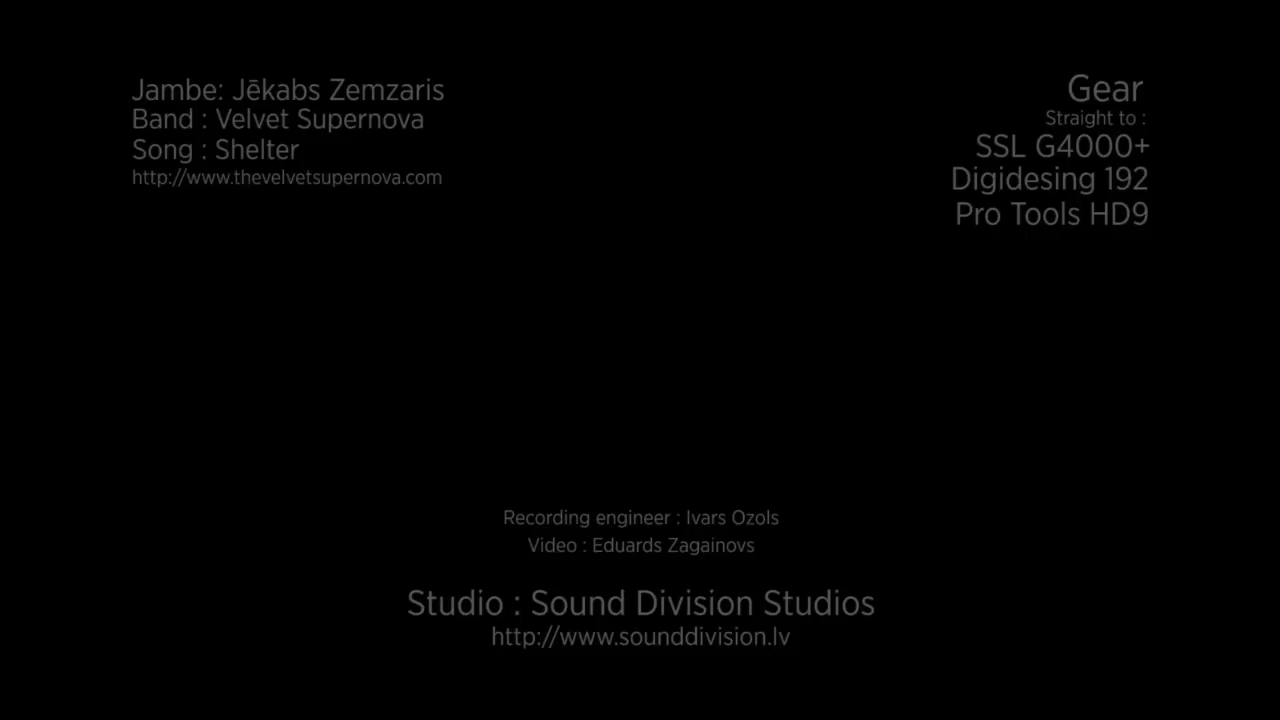 Jambe: Jēkabs Zemzaris
Band : Velvet Supernova
Song : Shelter
http://www.thevelvetsupernova.com
Gear
Straight to :
SSL G4000+
Digidesing 192
Pro Tools HD9
Recording engineer : Ivars Ozols
Video : Eduards Zagainovs
Studio : Sound Division Studios
http://www.sounddivision.lv